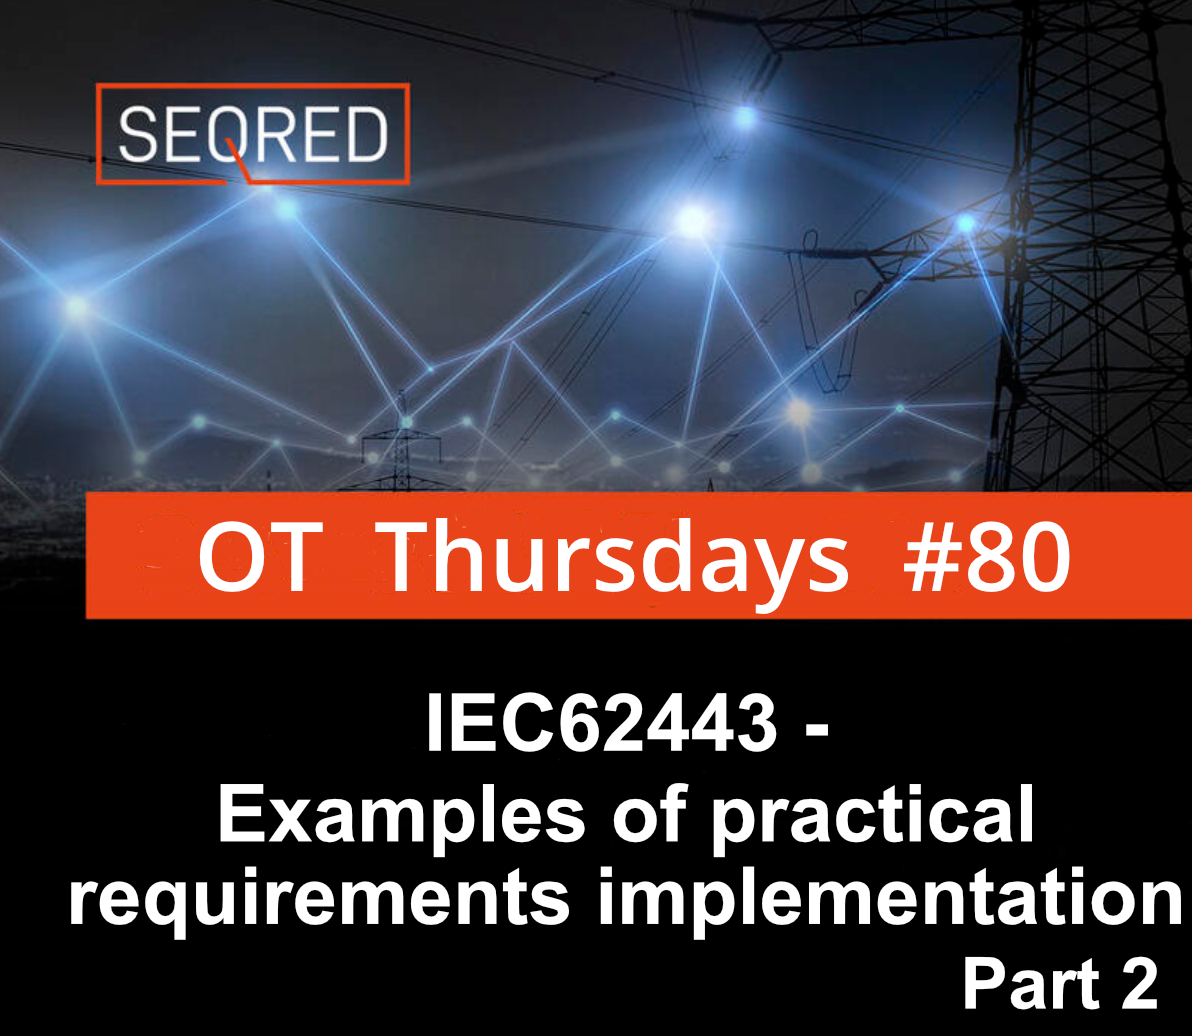 SEQRED
OT Thursdays #80
IEC62443 -
Examples of practical
requirements implementation
Part 2